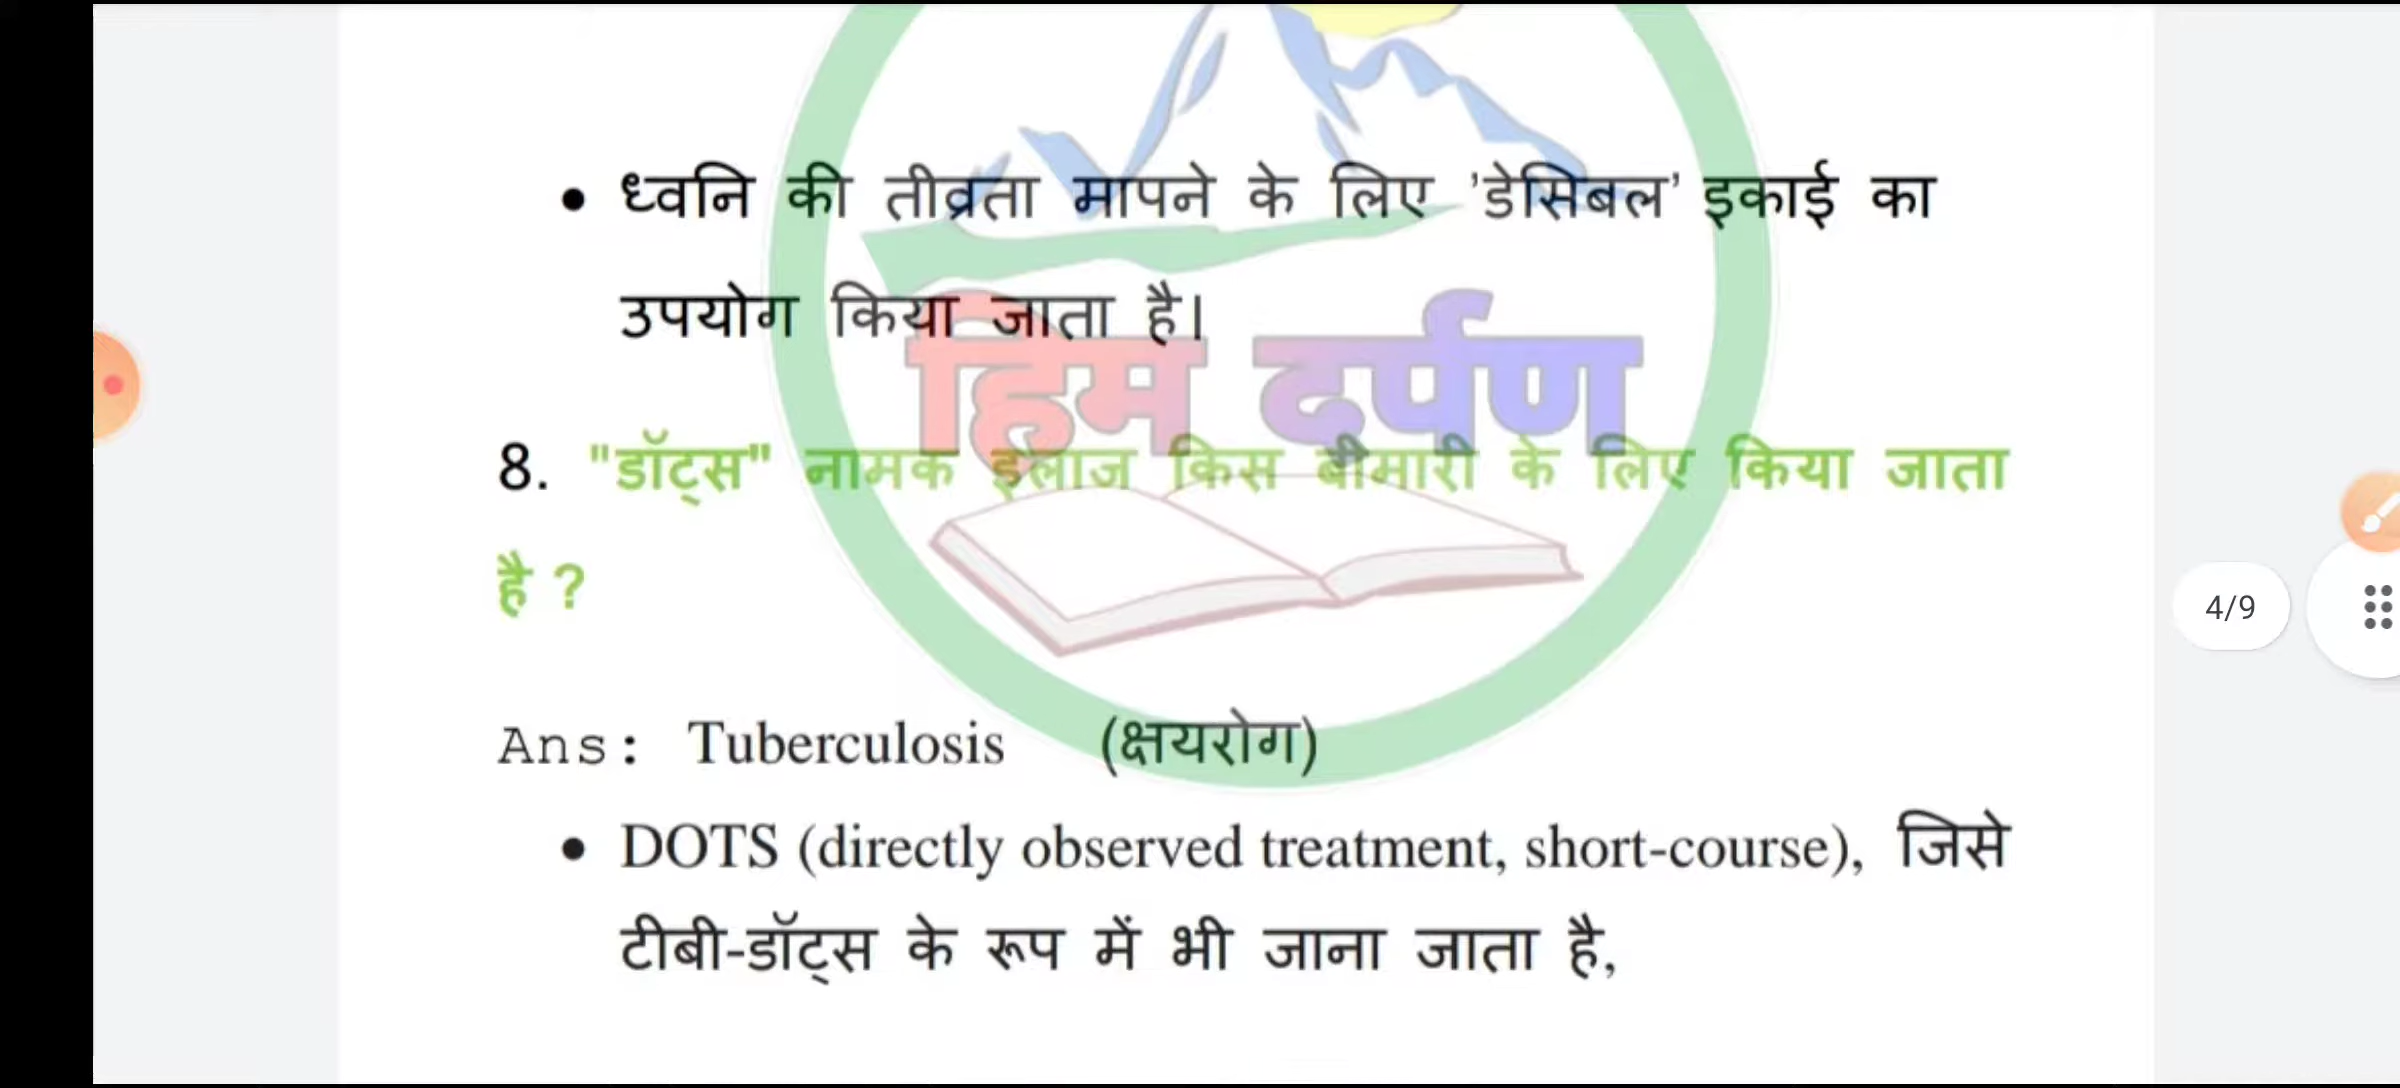 • ध्वनि की तीव्रता मापने के लिए 'डेसिबल' इकाई का
उपयोग किया जाता है।
हिम दर्पण
8. "डॉट्स" नामक इलाज किस बीमारी के लिए किया जाता
है ?
4/9
Ans: Tuberculosis (क्षयरोग)
• DOTS (directly observed treatment, short-course), जिसे
टीबी-डॉट्स के रूप में भी जाना जाता है,